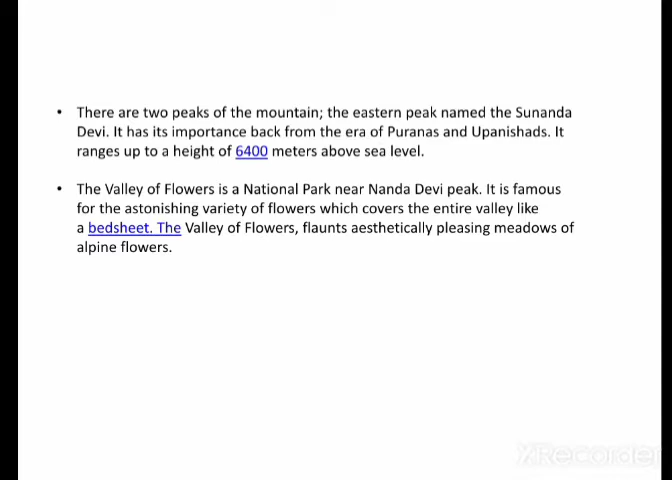 • There are two peaks of the mountain; the eastern peak named the Sunanda
Devi. It has its importance back from the era of Puranas and Upanishads. It
ranges up to a height of 6400 meters above sea level.
• The Valley of Flowers is a National Park near Nanda Devi peak. It is famous
for the astonishing variety of flowers which covers the entire valley like
a bedsheet. The Valley of Flowers, flaunts aesthetically pleasing meadows of
alpine flowers.
XRecorder